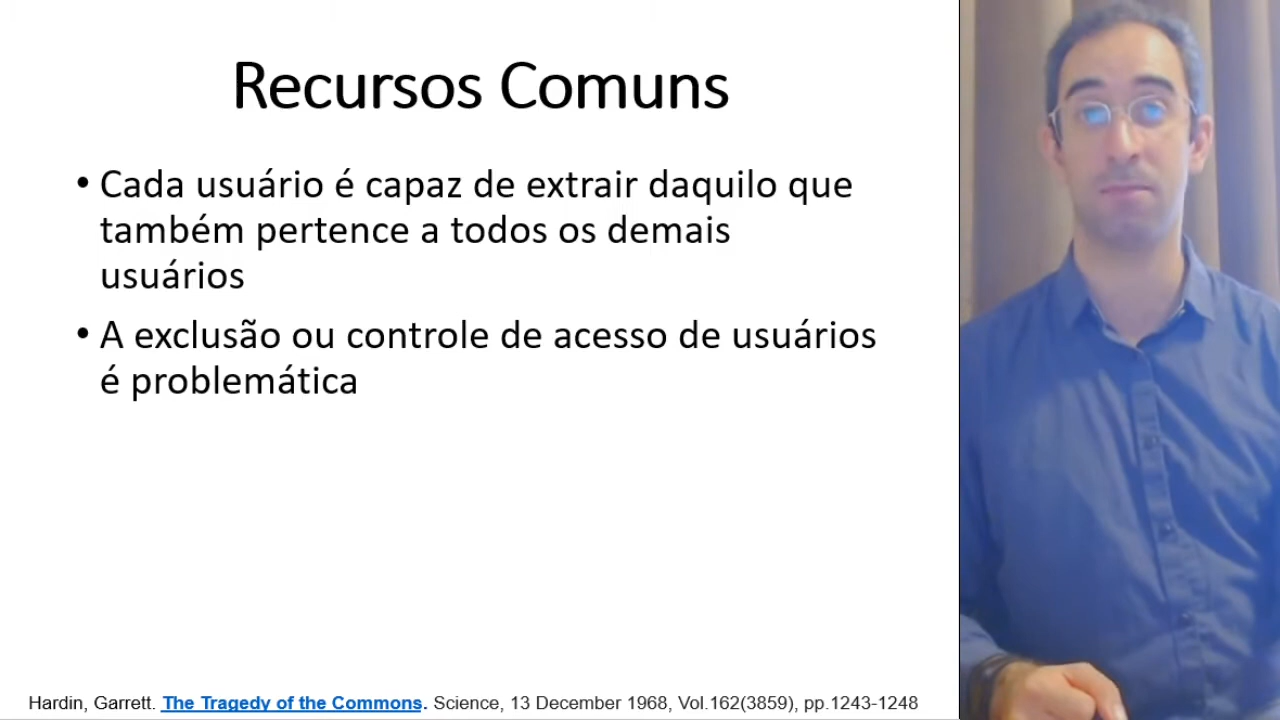 Recursos Comuns
• Cada usuário é capaz de extrair daquilo que
também pertence a todos os demais
usuários
• A exclusão ou controle de acesso de usuários
é problemática
Hardin, Garrett. The Tragedy of the Commons. Science, 13 December 1968, Vol.162(3859), pp.1243-1248